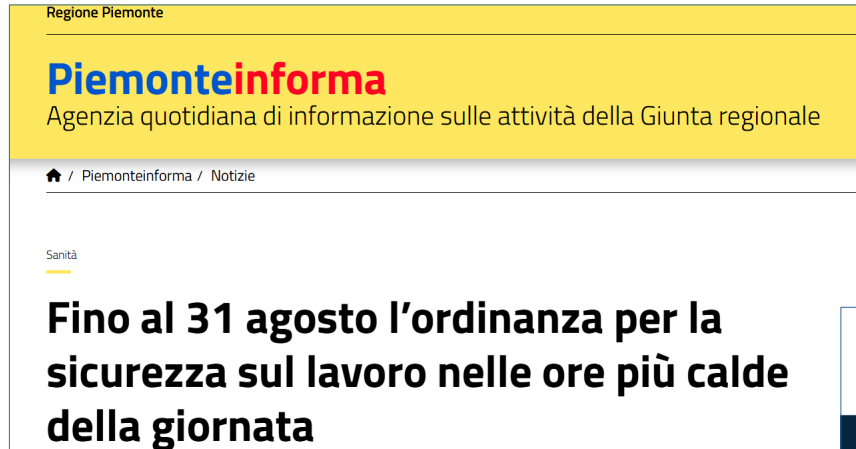 Regione Piemonte
Piemonteinforma
Agenzia quotidiana di informazione sulle attività della Giunta regionale
/ Piemonteinforma / Notizie
Sanità
Fino al 31 agosto l’ordinanza per la
sicurezza sul lavoro nelle ore più calde
della giornata